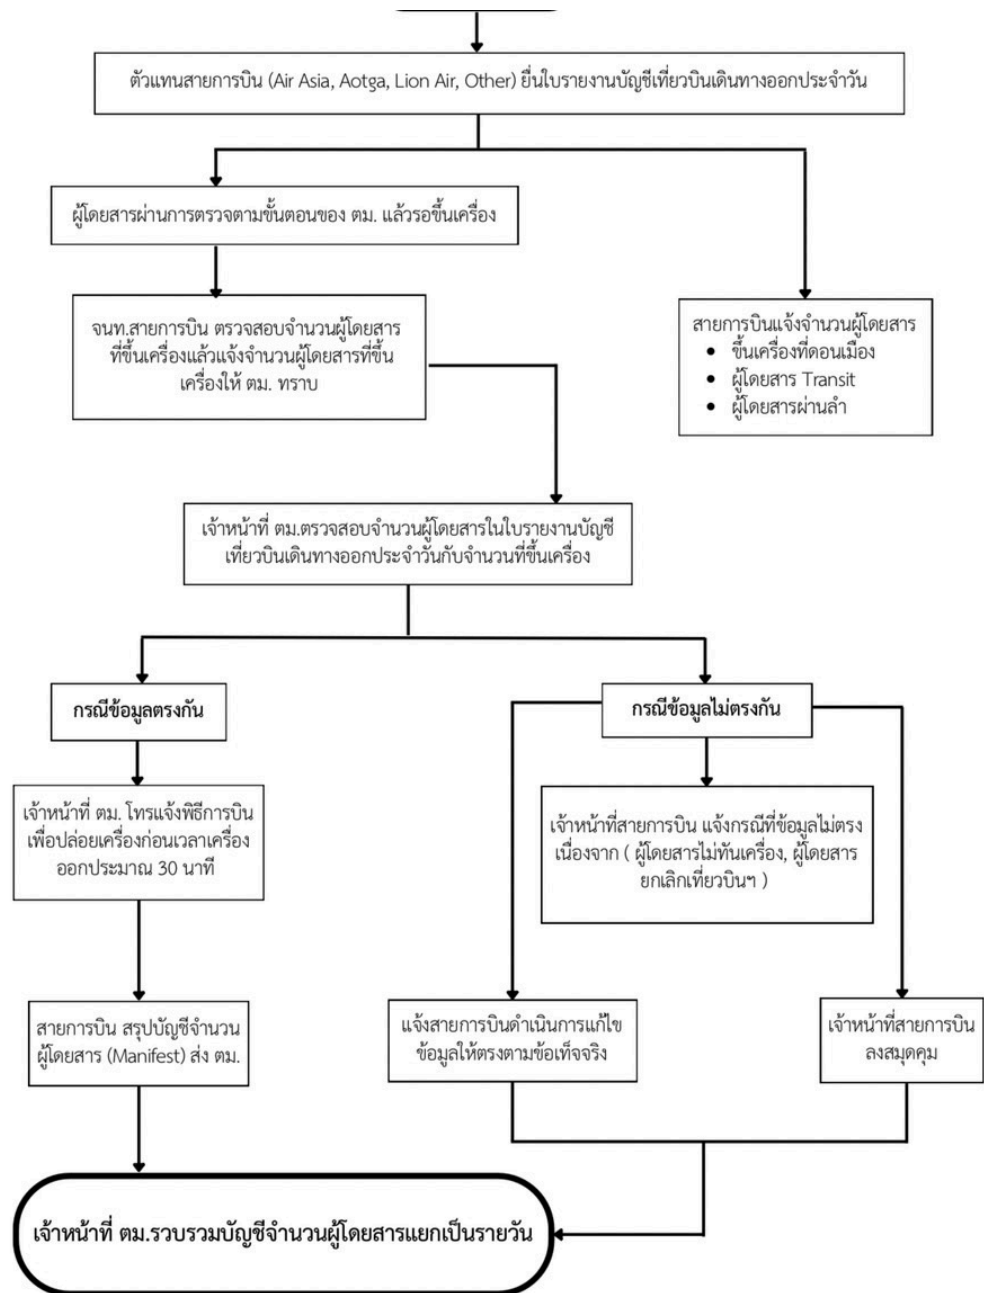 ตัวแทนสายการบิน (Air Asia, Aotga, Lion Air, Other) ยื่นใบรายงานบัญชีเที่ยวบินเดินทางออกประจำวัน
ผู้โดยสารผ่านการตรวจตามขั้นตอนของ ตม. แล้วรอขึ้นเครื่อง
จนท.สายการบิน ตรวจสอบจำนวนผู้โดยสาร
ที่ขึ้นเครื่องแล้วแจ้งจำนวนผู้โดยสารที่ขึ้น
เครื่องให้ ตม. ทราบ
สายการบินแจ้งจำนวนผู้โดยสาร
• ขึ้นเครื่องที่ดอนเมือง
• ผู้โดยสาร Transit
• ผู้โดยสารผ่านลำ
เจ้าหน้าที่ ตม.ตรวจสอบจำนวนผู้โดยสารในใบรายงานบัญชี
เที่ยวบินเดินทางออกประจำวันกับจำนวนที่ขึ้นเครื่อง
กรณีข้อมูลตรงกัน
กรณีข้อมูลไม่ตรงกัน
เจ้าหน้าที่ ตม. โทรแจ้งพิธีการบิน
เพื่อปล่อยเครื่องก่อนเวลาเครื่อง
ออกประมาณ 30 นาที
เจ้าหน้าที่สายการบิน แจ้งกรณีที่ข้อมูลไม่ตรง
เนื่องจาก ( ผู้โดยสารไม่ทันเครื่อง, ผู้โดยสาร
ยกเลิกเที่ยวบินฯ )
สายการบิน สรุปบัญชีจำนวน
ผู้โดยสาร (Manifest) ส่ง ตม.
แจ้งสายการบินดำเนินการแก้ไข
ข้อมูลให้ตรงตามข้อเท็จจริง
เจ้าหน้าที่สายการบิน
ลงสมุดคุม
เจ้าหน้าที่ ตม.รวบรวมบัญชีจำนวนผู้โดยสารแยกเป็นรายวัน